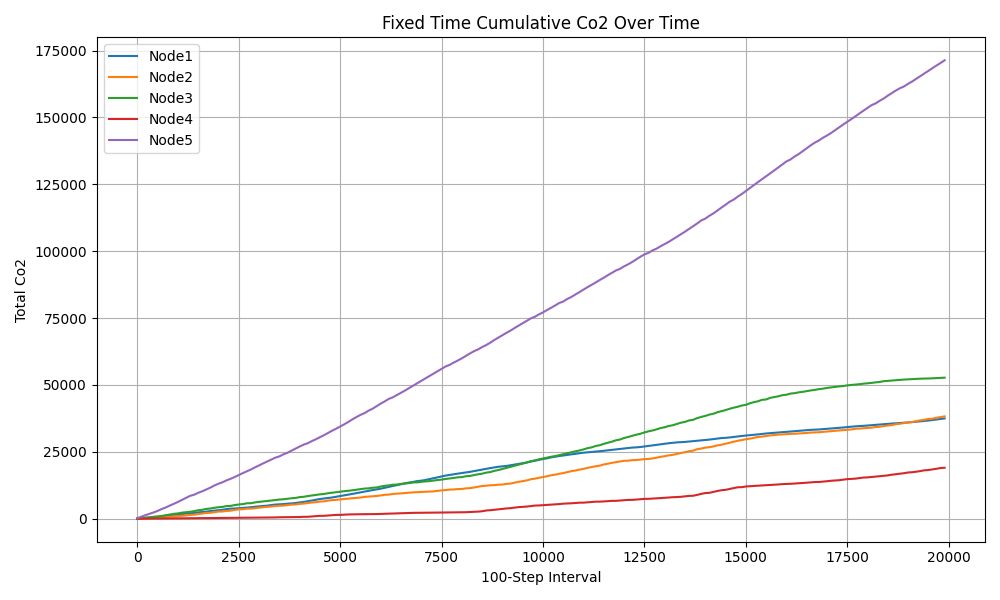 Fixed Time Cumulative Co2 Over Time
Total Co2
175000
150000
125000
100000
75000
50000
25000
0
Node1
Node2
Node3
Node4
Node5
0 2500 5000 7500 10000 12500 15000 17500 20000
100-Step Interval